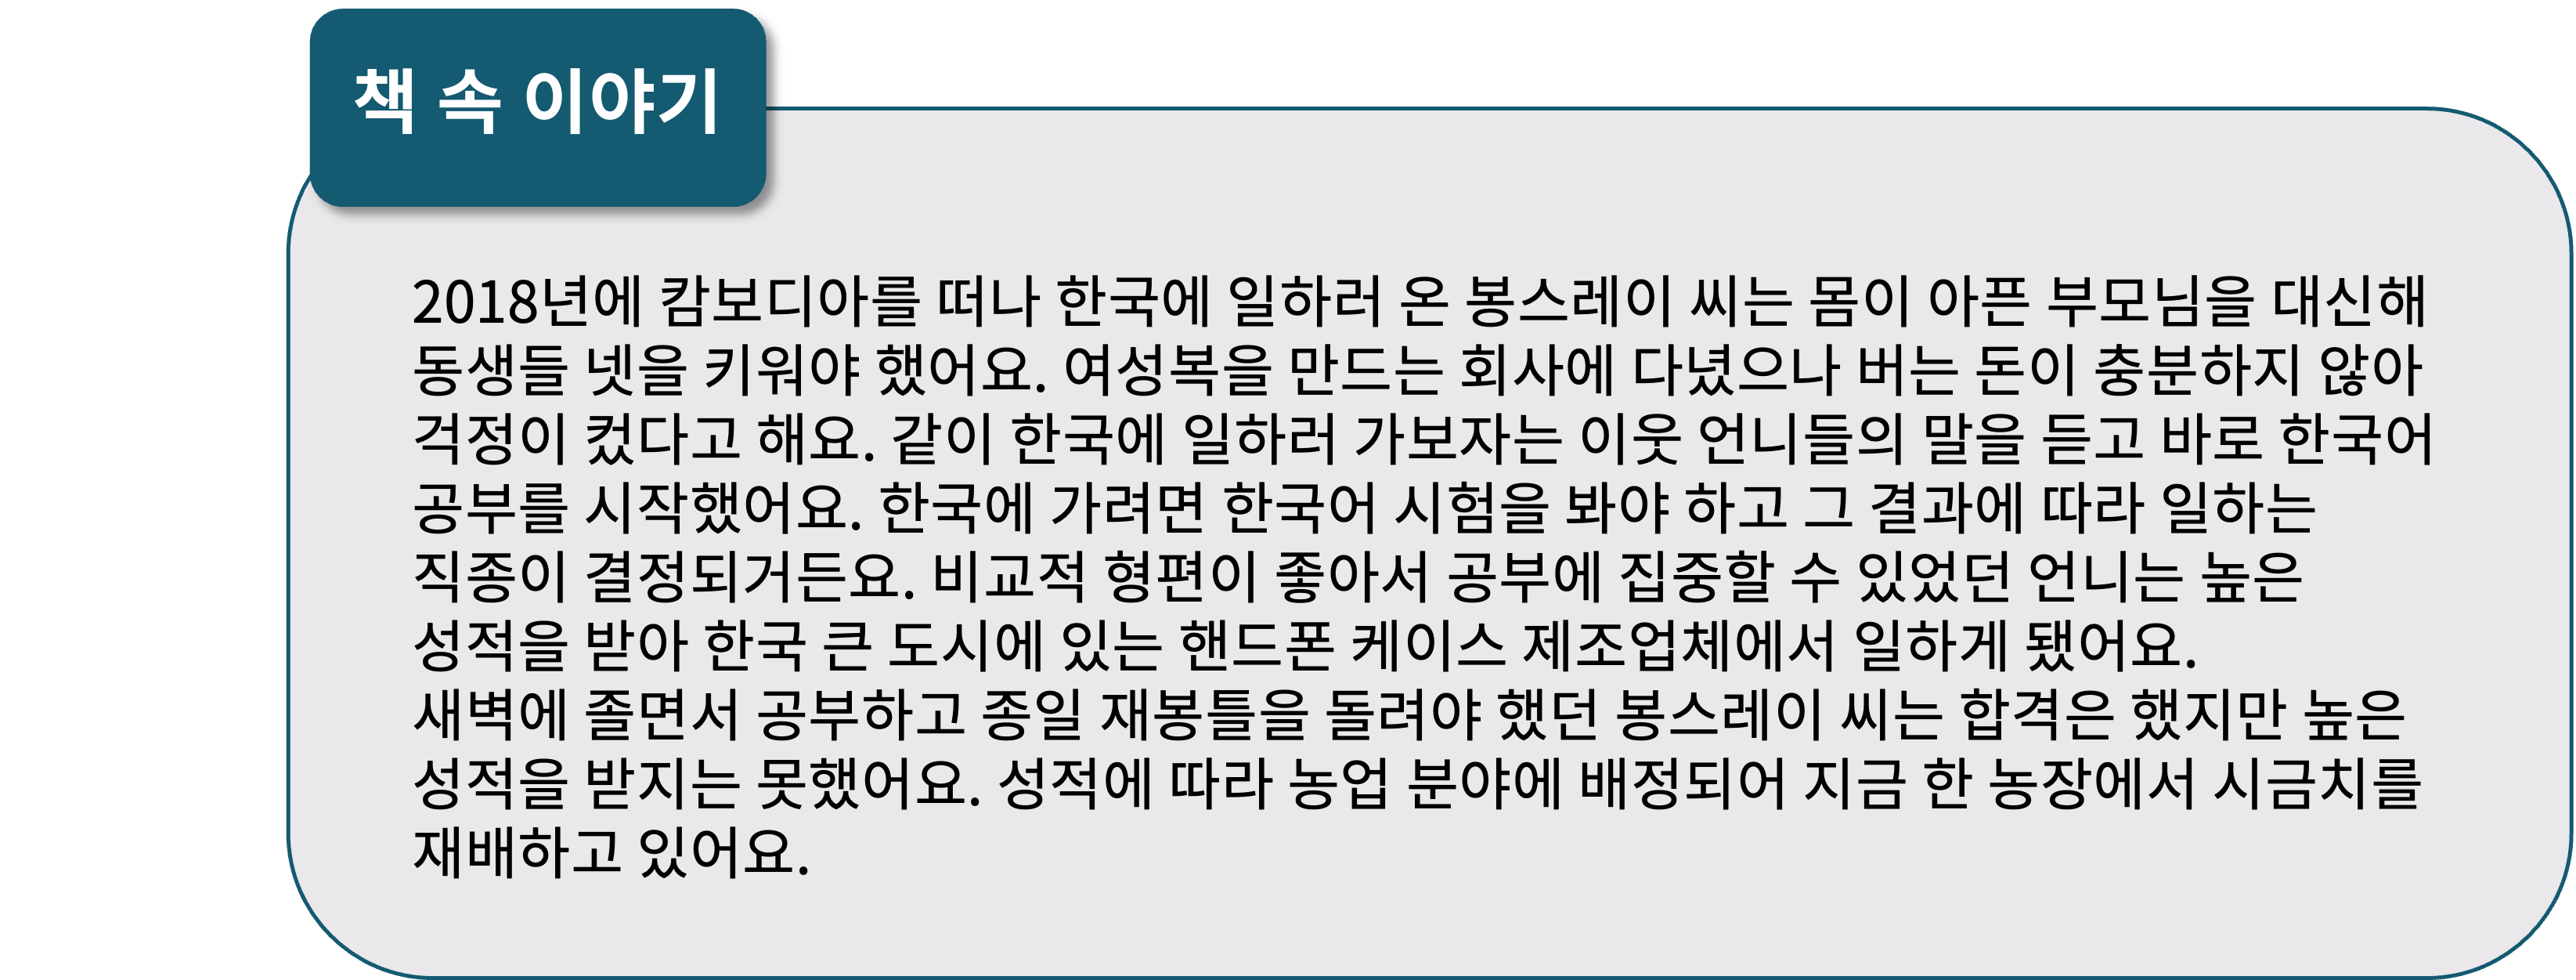 책 속 이야기
2018년에 캄보디아를 떠나 한국에 일하러 온 봉스레이 씨는 몸이 아픈 부모님을 대신해
동생들 넷을 키워야 했어요. 여성복을 만드는 회사에 다녔으나 버는 돈이 충분하지 않아
걱정이 컸다고 해요. 같이 한국에 일하러 가보자는 이웃 언니들의 말을 듣고 바로 한국어
공부를 시작했어요. 한국에 가려면 한국어 시험을 봐야 하고 그 결과에 따라 일하는
직종이 결정되거든요. 비교적 형편이 좋아서 공부에 집중할 수 있었던 언니는 높은
성적을 받아 한국 큰 도시에 있는 핸드폰 케이스 제조업체에서 일하게 됐어요.
새벽에 졸면서 공부하고 종일 재봉틀을 돌려야 했던 봉스레이 씨는 합격은 했지만 높은
성적을 받지는 못했어요. 성적에 따라 농업 분야에 배정되어 지금 한 농장에서 시금치를
재배하고 있어요.